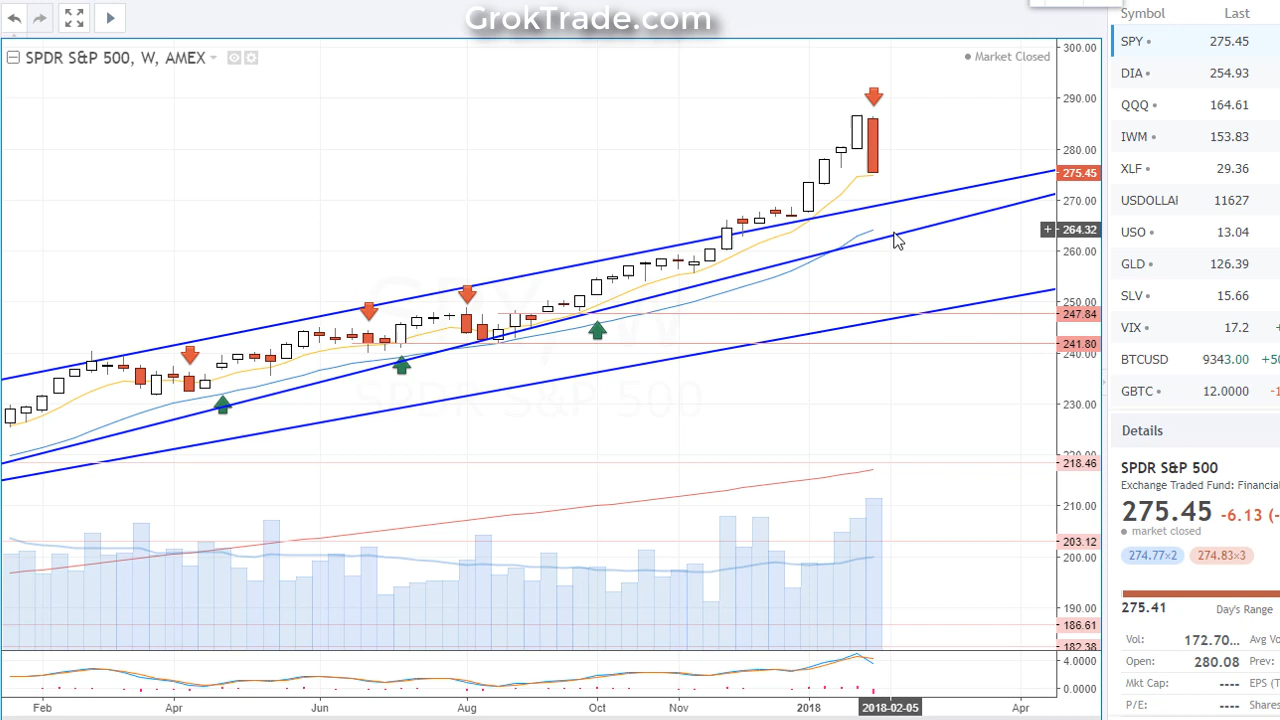 GrokTrade.com
SPDR S&P 500, W, AMEX
Market Closed
300.00
290.00
280.00
275.45
270.00
+ 264.32
260.00
250.00
247.84
241.80
240.00
230.00
218.46
210.00
203.12
200.00
190.00
186.61
182.38
4.0000
0.0000
Feb Apr Jun Aug Oct Nov 2018 2018-02-05 Apr
SPDR S&P 500
Symbol Last
SPY 275.45
DIA 254.93
QQQ 164.61
IWM 153.83
XLF 29.36
USDOLLAR 11627
USO 13.04
GLD 126.39
SLV 15.66
VIX 17.2
BTCUSD 9343.00
GBTC 12.0000
Details
SPDR S&P 500
Exchange Traded Fund: Financial
275.45 -6.13 (-
market closed
274.77×2 274.83×3
275.41 Day's Range
Vol: 172.70... Avg Vo
Open: 280.08 Prev:
Mkt Cap: ---- EPS (T
P/E: ---- Shares